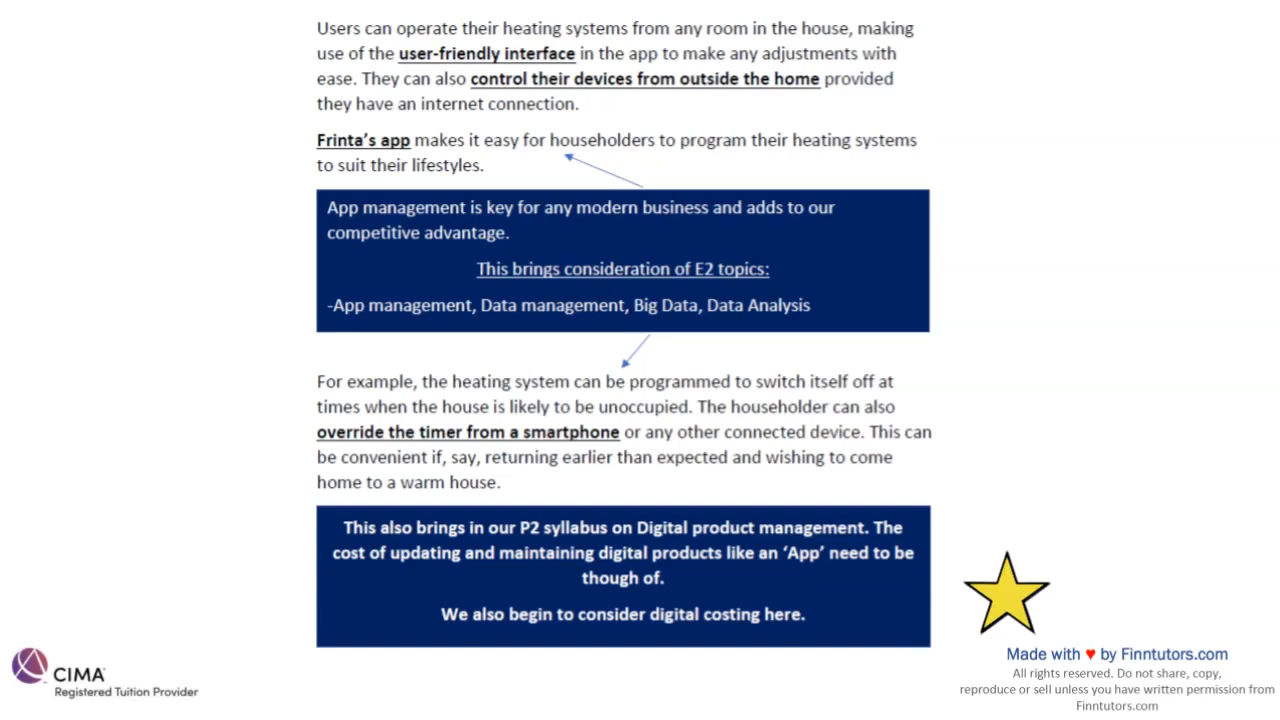 Users can operate their heating systems from any room in the house, making
use of the user-friendly interface in the app to make any adjustments with
ease. They can also control their devices from outside the home provided
they have an internet connection.
Frinta's app makes it easy for householders to program their heating systems
to suit their lifestyles.
App management is key for any modern business and adds to our
competitive advantage.
This brings consideration of E2 topics:
-App management, Data management, Big Data, Data Analysis
For example, the heating system can be programmed to switch itself off at
times when the house is likely to be unoccupied. The householder can also
override the timer from a smartphone or any other connected device. This can
be convenient if, say, returning earlier than expected and wishing to come
home to a warm house.
This also brings in our P2 syllabus on Digital product management. The
cost of updating and maintaining digital products like an ‘App’ need to be
though of.
We also begin to consider digital costing here.
CIMA
Registered Tuition Provider
Made with ♥ by Finntutors.com
All rights reserved. Do not share, copy,
reproduce or sell unless you have written permission from
Finntutors.com